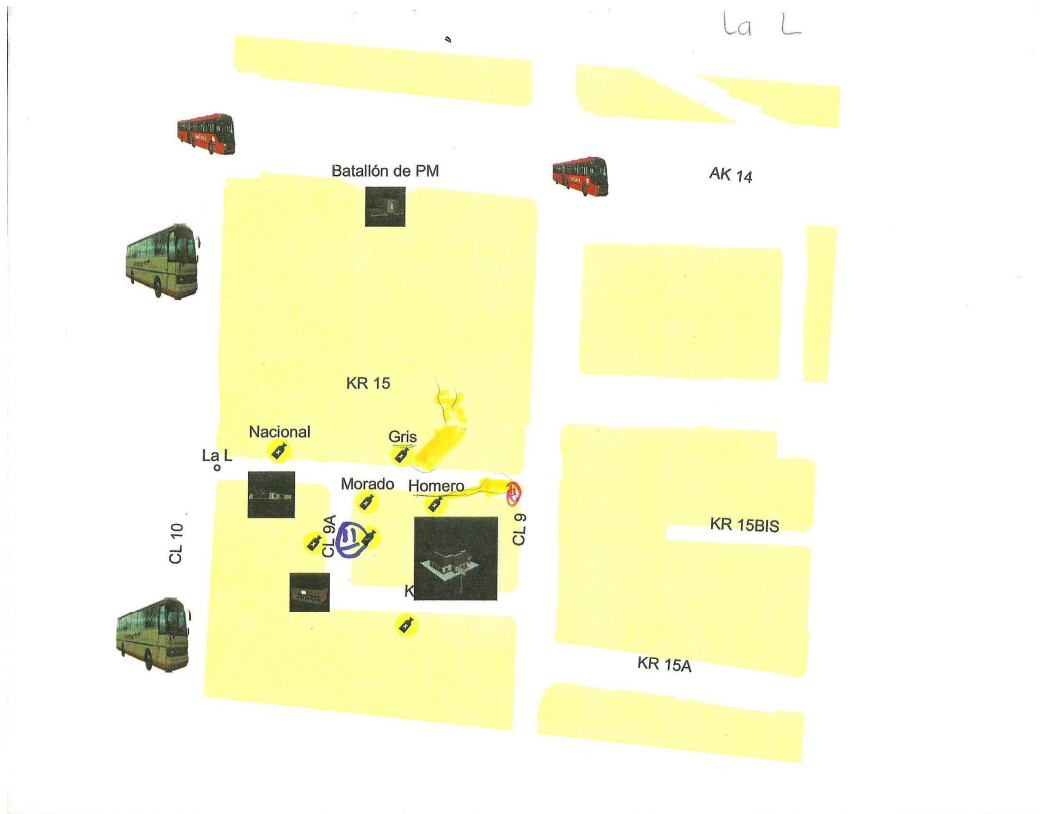 La L
Batallón de PM
AK 14
KR 15
Nacional
Gris
La L
Morado
Homero
CL 9A
CL 9
CL 10
KR 15BIS
K
KR 15A